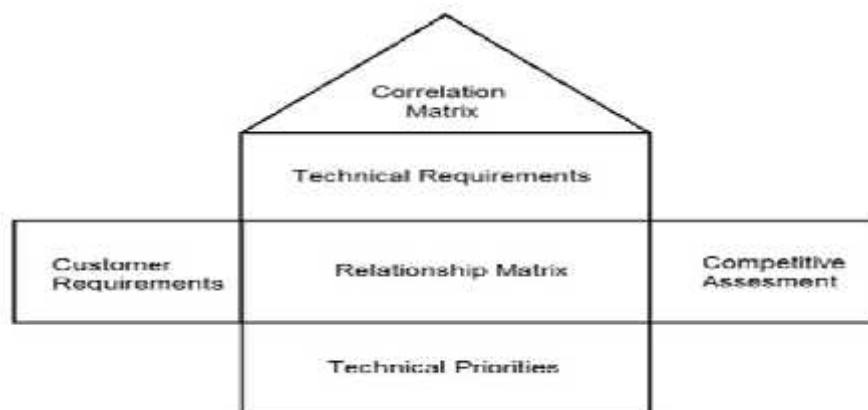 Correlation
Matrix
Technical Requirements
Customer
Requirements
Relationship Matrix
Competitive
Assesment
Technical Priorities